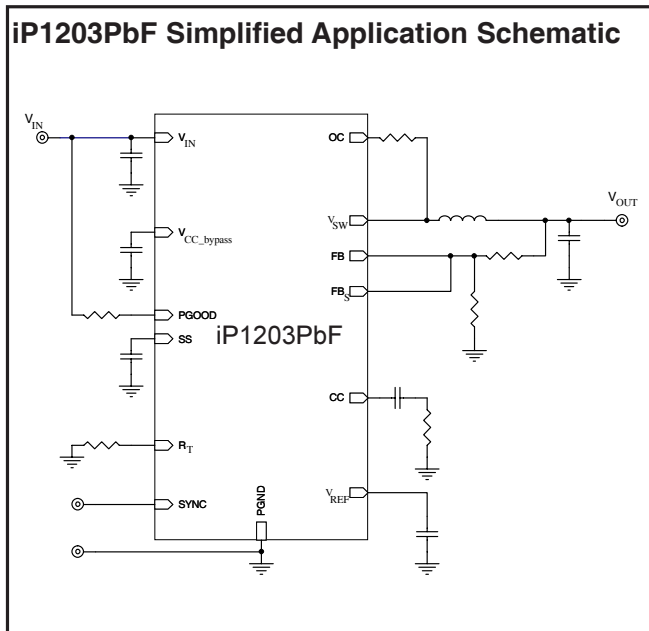 iP1203PbF Simplified Application Schematic
VIN
VIN
OC
VOUT
VSW
VCC_bypass
FB
FBS
PGOOD
iP1203PbF
SS
CC
RT
VREF
SYNC
PGND